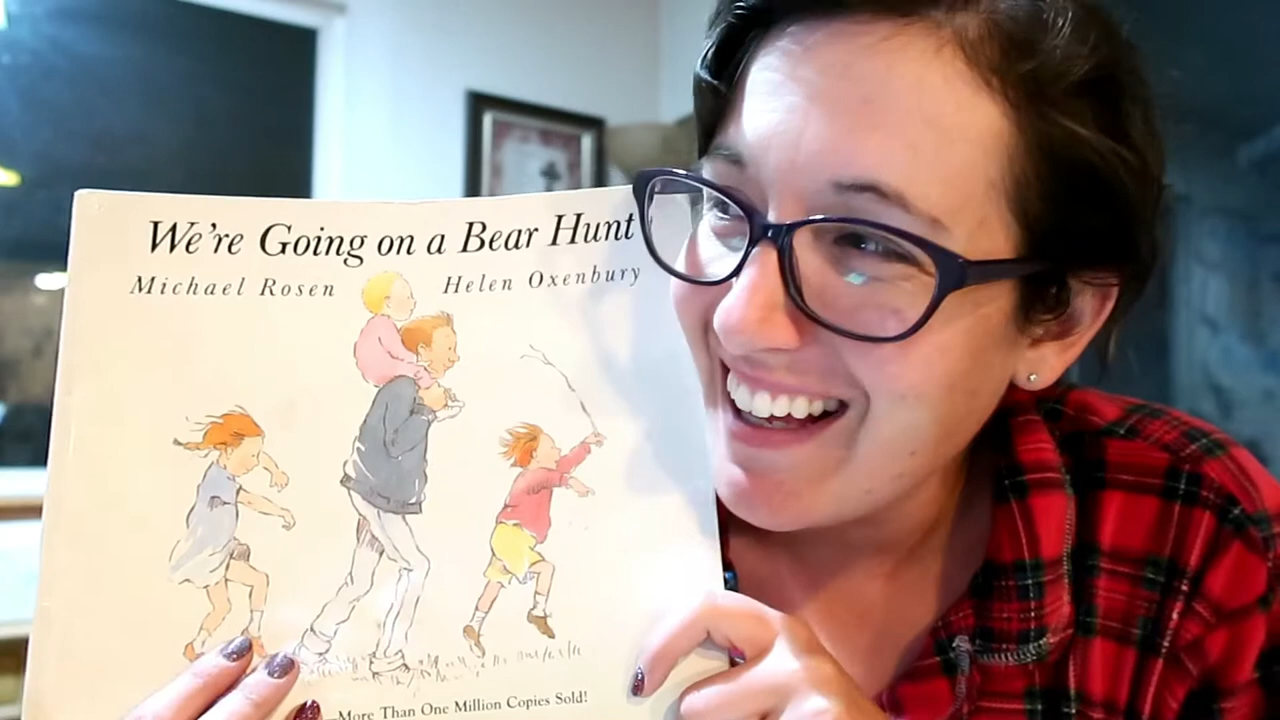 We're Going on a Bear Hunt
Michael Rosen Helen Oxenbury
—More Than One Million Copies Sold!